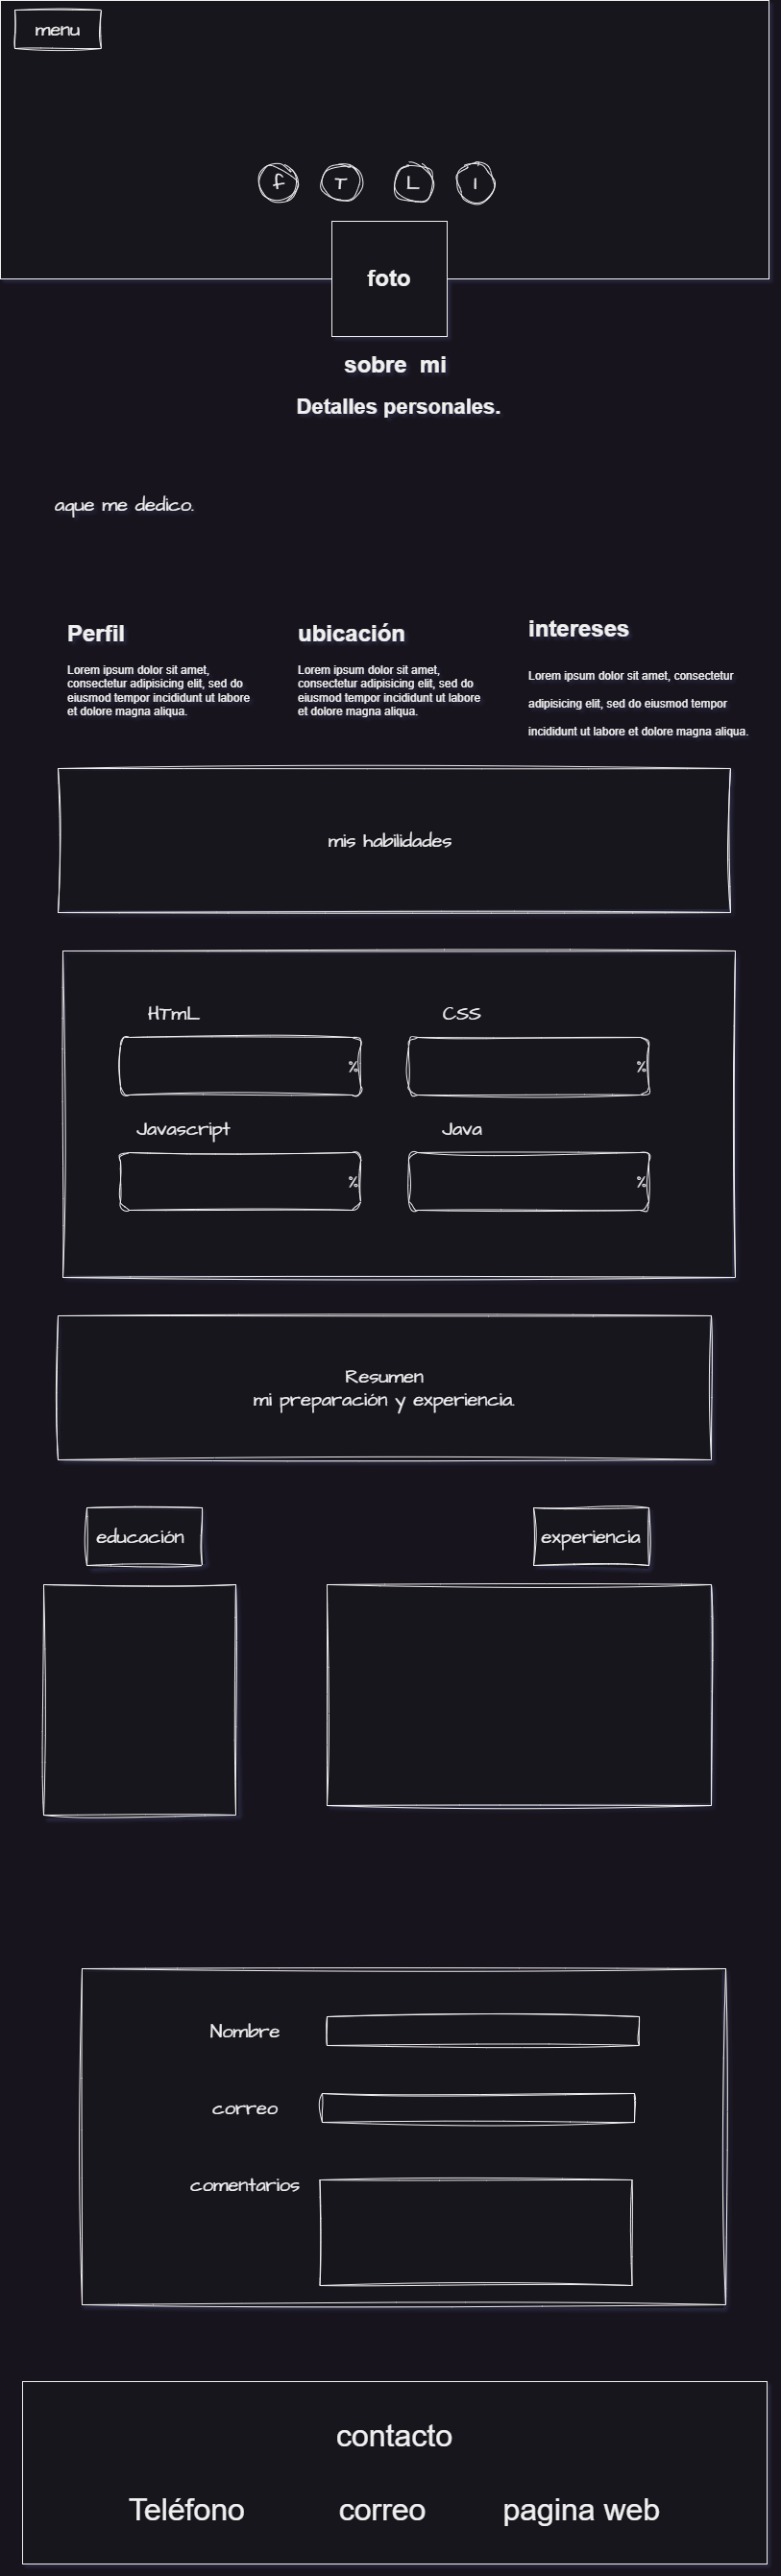 menu
f T L I
foto
sobre mi
Detalles personales.
aque me dedico.
Perfil
Lorem ipsum dolor sit amet,
consectetur adipisicing elit, sed do
eiusmod tempor incididunt ut labore
et dolore magna aliqua.
ubicación
Lorem ipsum dolor sit amet,
consectetur adipisicing elit, sed do
eiusmod tempor incididunt ut labore
et dolore magna aliqua.
intereses
Lorem ipsum dolor sit amet, consectetur
adipisicing elit, sed do eiusmod tempor
incididunt ut labore et dolore magna aliqua.
mis habilidades
HTmL
CSS
%
%
Javascript
Java
%
%
Resumen
mi preparación y experiencia.
educación
experiencia
Nombre
correo
comentarios
contacto
Teléfono
correo
pagina web